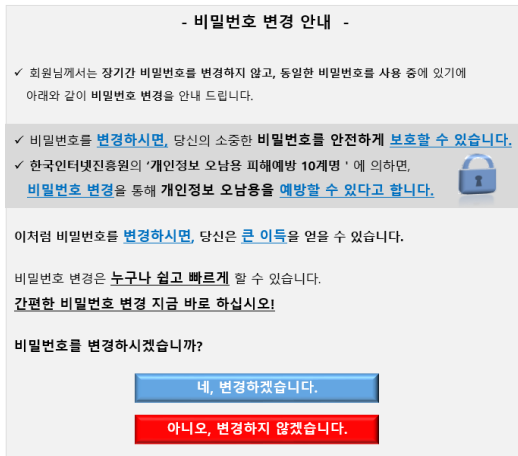 - 비밀번호 변경 안내 -
✓ 회원님께서는 장기간 비밀번호를 변경하지 않고, 동일한 비밀번호를 사용 중에 있기에
아래와 같이 비밀번호 변경을 안내 드립니다.
✓ 비밀번호를 변경하시면, 당신의 소중한 비밀번호를 안전하게 보호할 수 있습니다.
✓ 한국인터넷진흥원의 '개인정보 오남용 피해예방 10계명 ' 에 의하면,
비밀번호 변경을 통해 개인정보 오남용을 예방할 수 있다고 합니다.
이처럼 비밀번호를 변경하시면, 당신은 큰 이득을 얻을 수 있습니다.
비밀번호 변경은 누구나 쉽고 빠르게 할 수 있습니다.
간편한 비밀번호 변경 지금 바로 하십시오!
비밀번호를 변경하시겠습니까?
네, 변경하겠습니다.
아니오, 변경하지 않겠습니다.